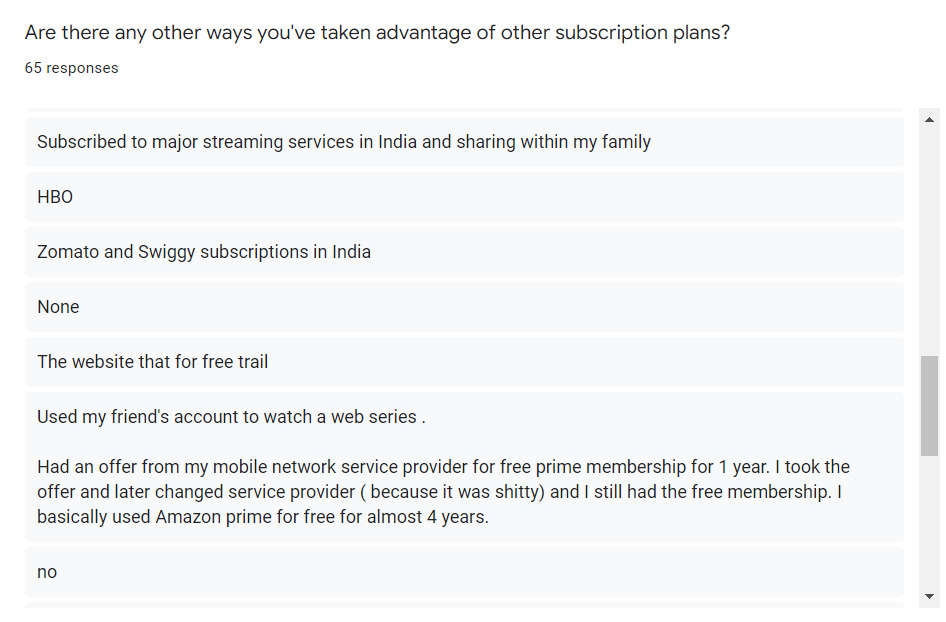 Are there any other ways you've taken advantage of other subscription plans?
65 responses
Subscribed to major streaming services in India and sharing within my family
HBO
Zomato and Swiggy subscriptions in India
None
The website that for free trail
Used my friend's account to watch a web series .
Had an offer from my mobile network service provider for free prime membership for 1 year. I took the
offer and later changed service provider ( because it was shitty) and I still had the free membership. I
basically used Amazon prime for free for almost 4 years.
no